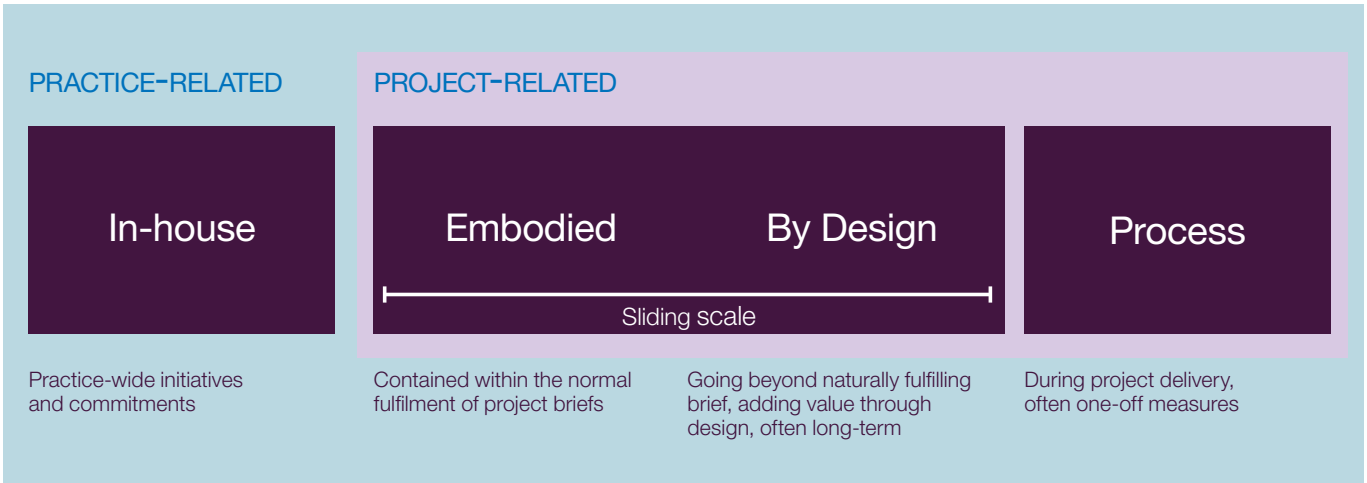 PRACTICE-RELATED
PROJECT-RELATED
In-house
Embodied
By Design
Process
Sliding scale
Practice-wide initiatives
and commitments
Contained within the normal
fulfilment of project briefs
Going beyond naturally fulfilling
brief, adding value through
design, often long-term
During project delivery,
often one-off measures